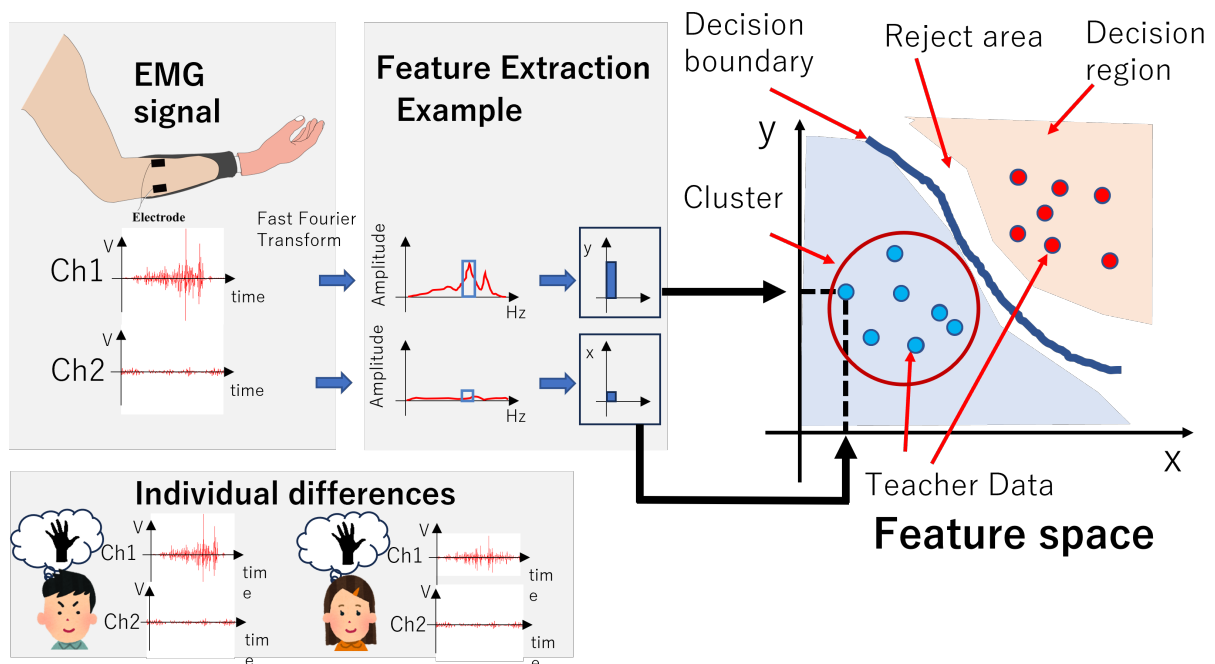 EMG
signal
Electrode
V
Ch1
time
V
Ch2
time
Fast Fourier
Transform
Feature Extraction
Example
Amplitude
Hz
y
Amplitude
Hz
x
Decision
boundary
Reject area
Decision
region
y
Cluster
x
Teacher Data
Feature space
Individual differences
V
Ch1
tim
e
V
Ch2
tim
e
V
Ch1
tim
e
V
Ch2
tim
e